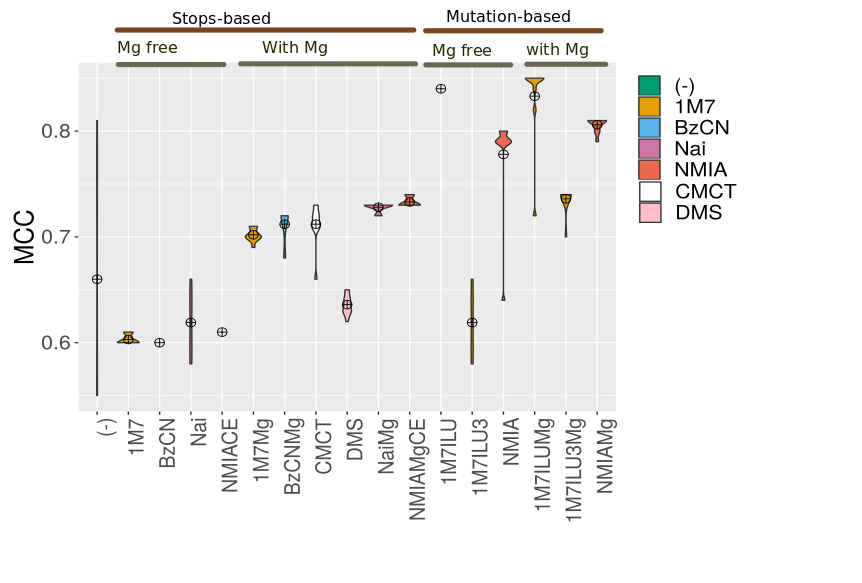 Stops-based
Mutation-based
Mg free
With Mg
Mg free
with Mg
MCC
0.8
0.7
0.6
(-)
1M7
BzCN
Nai
NMIACE
1M7Mg
BzCNMg
CMCT
DMS
NaiMg
NMIAMgCE
1M7ILU
1M7ILU3
NMIA
1M7ILUMg
1M7ILU3Mg
NMIAMg
(-)
1M7
BzCN
Nai
NMIA
CMCT
DMS